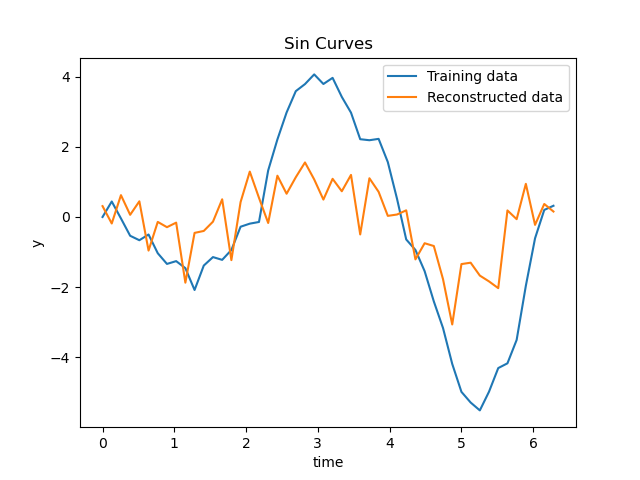 Sin Curves
Training data
Reconstructed data
4
2
0
−2
−4
y
0 1 2 3 4 5 6
time